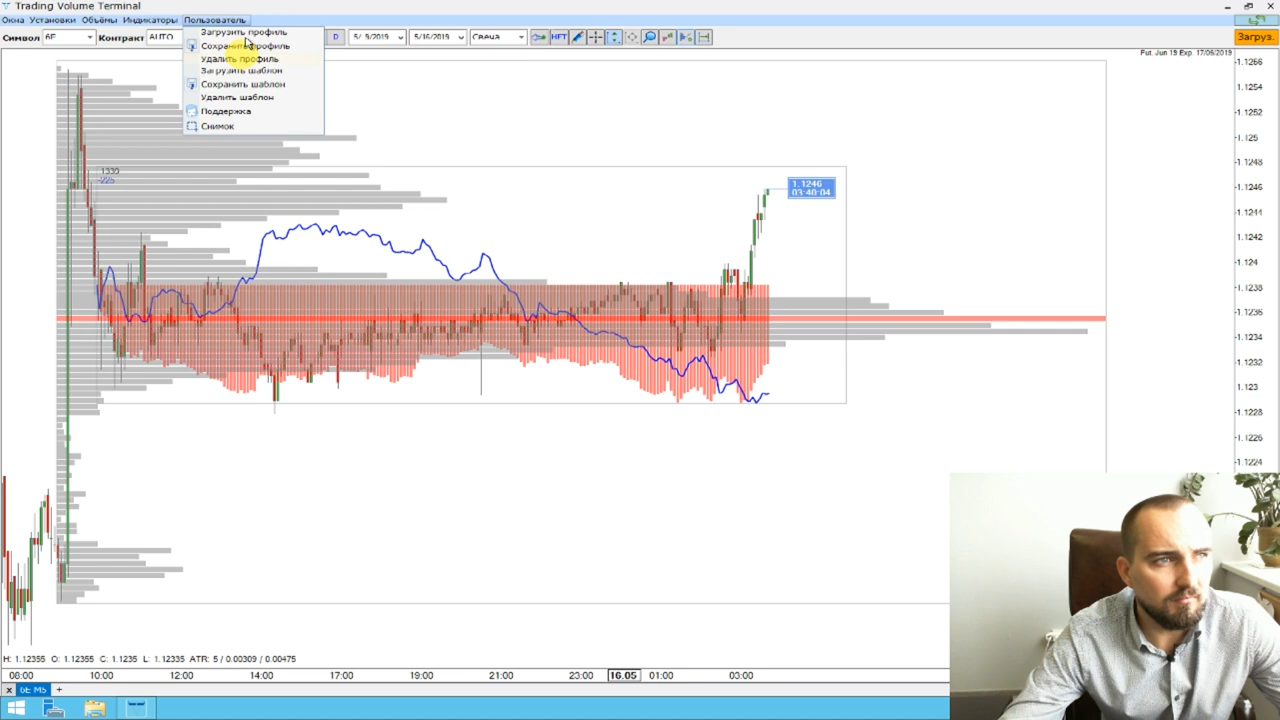 Trading Volume Terminal
Окна Установки Объёмы Индикаторы Пользователь
Символ 6E Контракт AUTO D 5/ 9/2019 5/16/2019 Свеча HFT Загруз.
Загрузить профиль
Сохранить профиль
Удалить профиль
Загрузить шаблон
Сохранить шаблон
Удалить шаблон
Поддержка
Снимок
Fut. Jun 19 Exp. 17/06/2019
1.1266
1.1254
1.125
1.1248
1.1246
1.1244
1.1242
1.124
1.1238
1.1236
1.1234
1.1232
1.123
1.1228
1.1226
1.1224
1330
-225
1.1246
03:40:04
H: 1.12355 O: 1.12355 C: 1.1235 L: 1.12335 ATR: 5 / 0.00309 / 0.00475
08:00 10:00 12:00 14:00 17:00 19:00 21:00 23:00 16.05 01:00 03:00
x 6E M5 +